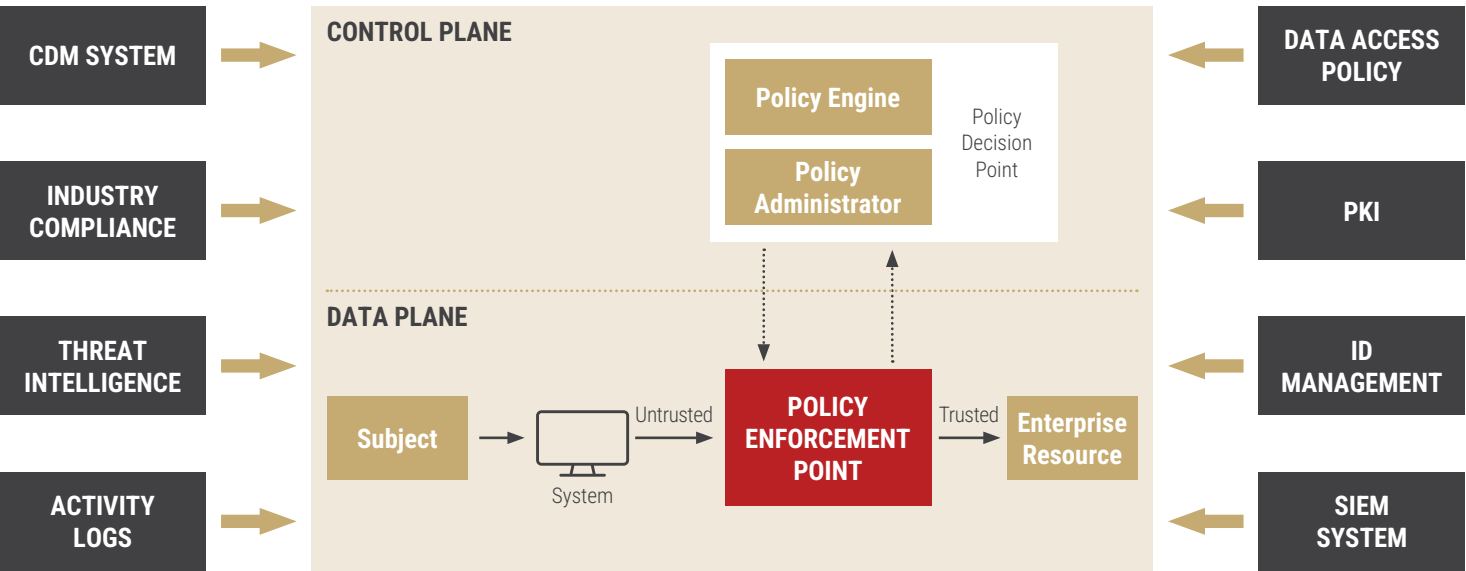 CDM SYSTEM
INDUSTRY
COMPLIANCE
THREAT
INTELLIGENCE
ACTIVITY
LOGS
CONTROL PLANE
Policy Engine
Policy
Administrator
Policy
Decision
Point
DATA PLANE
Subject
System
Untrusted
POLICY
ENFORCEMENT
POINT
Trusted
Enterprise
Resource
DATA ACCESS
POLICY
PKI
ID
MANAGEMENT
SIEM
SYSTEM